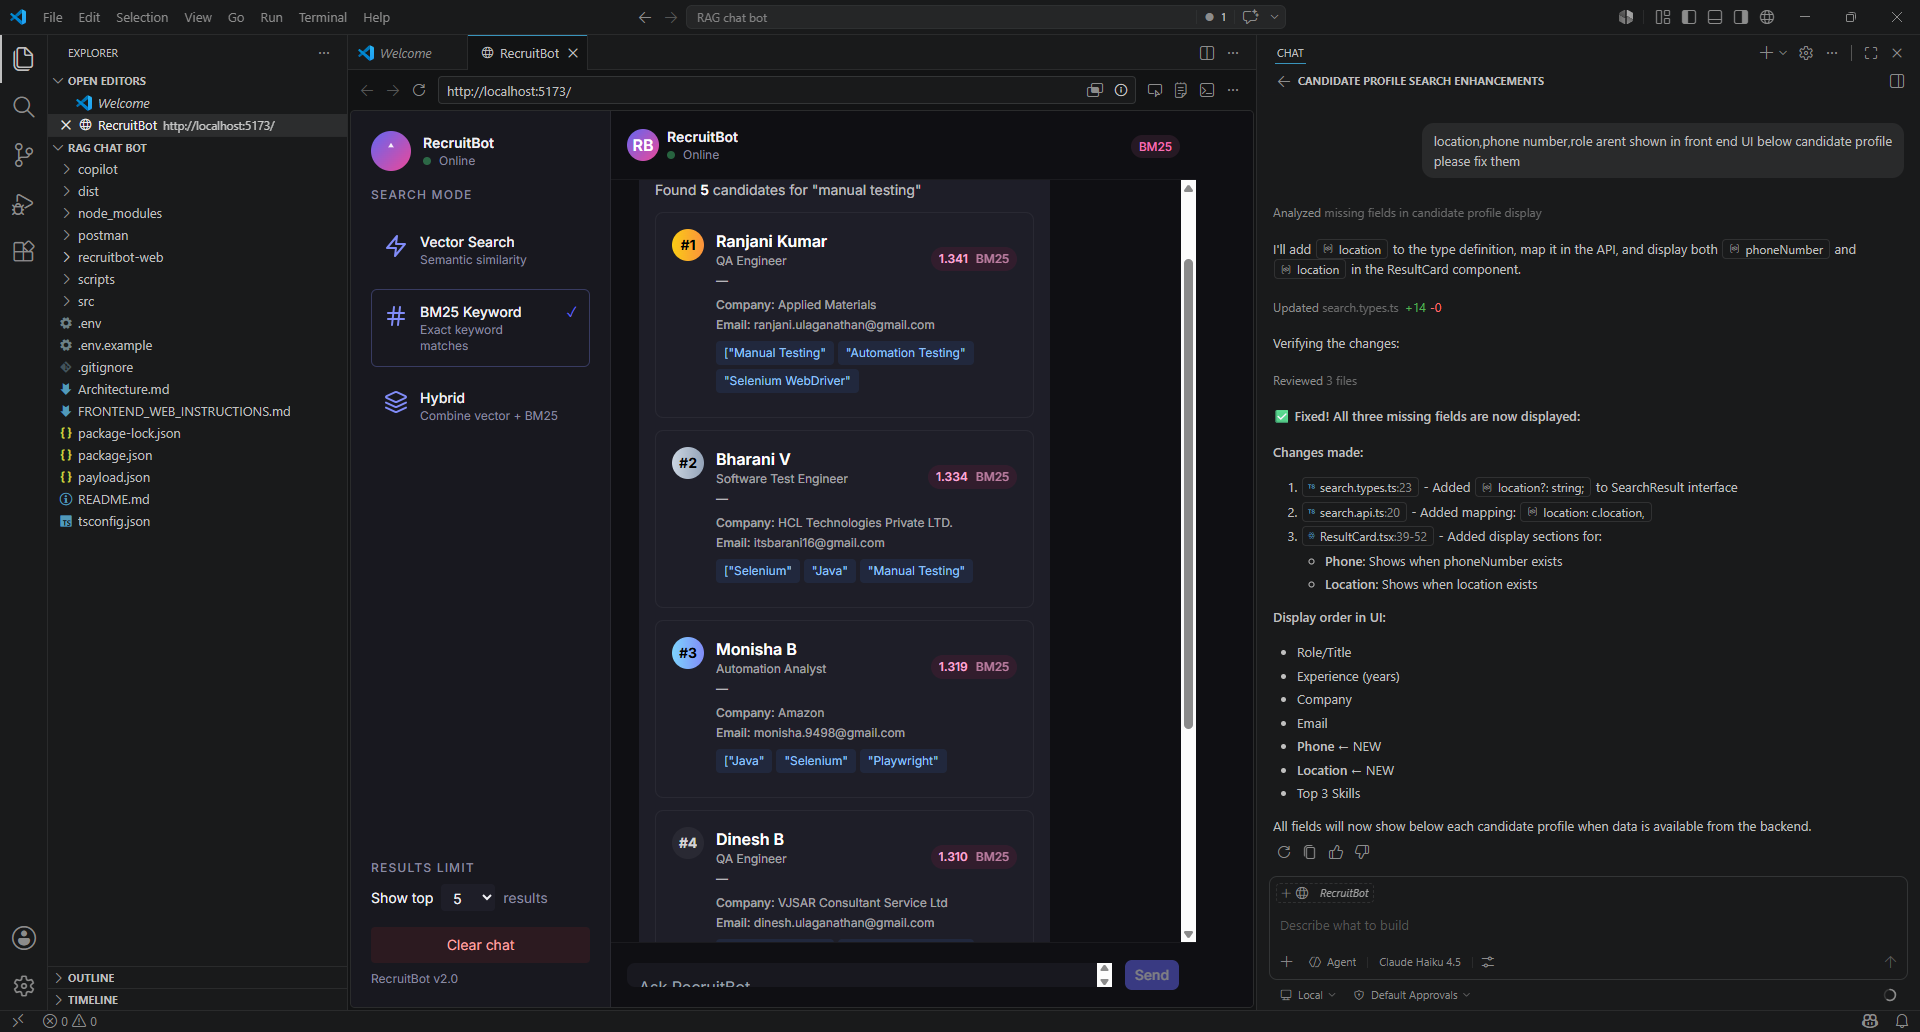 File Edit Selection View Go Run Terminal Help
RAG chat bot
1
EXPLORER
OPEN EDITORS
Welcome
RecruitBot http://localhost:5173/
RAG CHAT BOT
copilot
dist
node_modules
postman
recruitbot-web
scripts
src
.env
.env.example
.gitignore
Architecture.md
FRONTEND_WEB_INSTRUCTIONS.md
package-lock.json
package.json
payload.json
README.md
tsconfig.json
OUTLINE
TIMELINE
0 0
Welcome
RecruitBot
http://localhost:5173/
RecruitBot
Online
SEARCH MODE
Vector Search
Semantic similarity
BM25 Keyword
Exact keyword
matches
Hybrid
Combine vector + BM25
RESULTS LIMIT
Show top 5 results
Clear chat
RecruitBot v2.0
RB
RecruitBot
Online
BM25
Found 5 candidates for "manual testing"
#1
Ranjani Kumar
QA Engineer
1.341 BM25
—
Company: Applied Materials
Email: ranjani.ulaganathan@gmail.com
["Manual Testing" "Automation Testing"
"Selenium WebDriver"
#2
Bharani V
Software Test Engineer
1.334 BM25
—
Company: HCL Technologies Private LTD.
Email: itsbarani16@gmail.com
["Selenium" "Java" "Manual Testing"
#3
Monisha B
Automation Analyst
1.319 BM25
—
Company: Amazon
Email: monisha.9498@gmail.com
["Java" "Selenium" "Playwright"
#4
Dinesh B
QA Engineer
1.310 BM25
—
Company: VJSAR Consultant Service Ltd
Email: dinesh.ulaganathan@gmail.com
Ask RecruitBot
Send
CHAT
CANDIDATE PROFILE SEARCH ENHANCEMENTS
location,phone number,role arent shown in front end UI below candidate profile
please fix them
Analyzed missing fields in candidate profile display
I'll add location to the type definition, map it in the API, and display both phoneNumber and
location in the ResultCard component.
Updated search.types.ts +14 -0
Verifying the changes:
Reviewed 3 files
✅ Fixed! All three missing fields are now displayed:
Changes made:
1. search.types.ts:23 - Added location?: string; to SearchResult interface
2. search.api.ts:20 - Added mapping: location: c.location,
3. ResultCard.tsx:39-52 - Added display sections for:
Phone: Shows when phoneNumber exists
Location: Shows when location exists
Display order in UI:
Role/Title
Experience (years)
Company
Email
Phone ← NEW
Location ← NEW
Top 3 Skills
All fields will now show below each candidate profile when data is available from the backend.
RecruitBot
Describe what to build
Agent Claude Haiku 4.5
Local Default Approvals